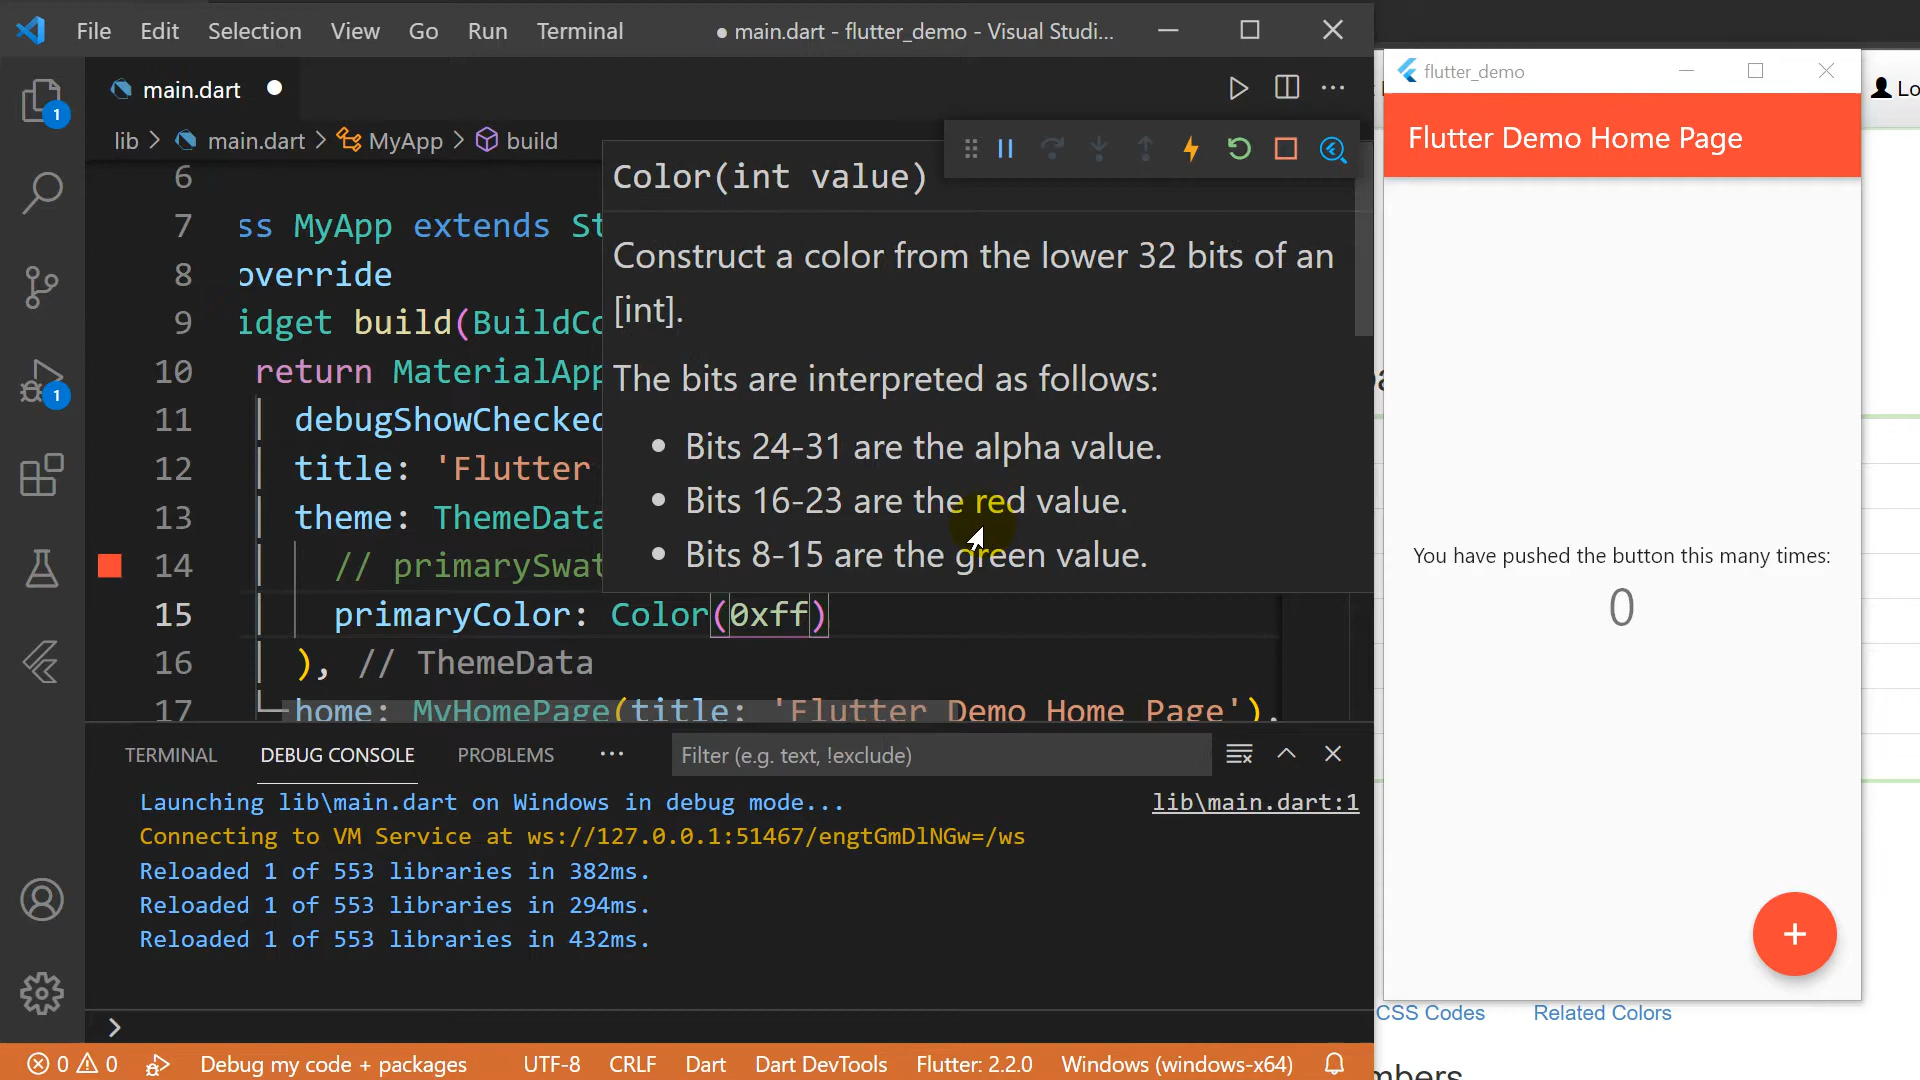 File Edit Selection View Go Run Terminal
● main.dart - flutter_demo - Visual Studi...
main.dart
lib > main.dart > MyApp > build
Color(int value)
Construct a color from the lower 32 bits of an
[int].
The bits are interpreted as follows:
• Bits 24-31 are the alpha value.
• Bits 16-23 are the red value.
• Bits 8-15 are the green value.
6
7 ss MyApp extends St
8 override
9 idget build(BuildCo
10 return MaterialApp
11 debugShowChecked
12 title: 'Flutter
13 theme: ThemeData
14 // primarySwat
15 primaryColor: Color(0xff)
16 ), // ThemeData
17 home: MyHomePage(title: 'Flutter Demo Home Page'),
1
1
TERMINAL DEBUG CONSOLE PROBLEMS ...
Filter (e.g. text, !exclude)
Launching lib\main.dart on Windows in debug mode... lib\main.dart:1
Connecting to VM Service at ws://127.0.0.1:51467/engtGmDlNGw=/ws
Reloaded 1 of 553 libraries in 382ms.
Reloaded 1 of 553 libraries in 294ms.
Reloaded 1 of 553 libraries in 432ms.
>
0 0 Debug my code + packages UTF-8 CRLF Dart Dart DevTools Flutter: 2.2.0 Windows (windows-x64)
flutter_demo
Flutter Demo Home Page
You have pushed the button this many times:
0
+
Lo
CSS Codes Related Colors
mbers